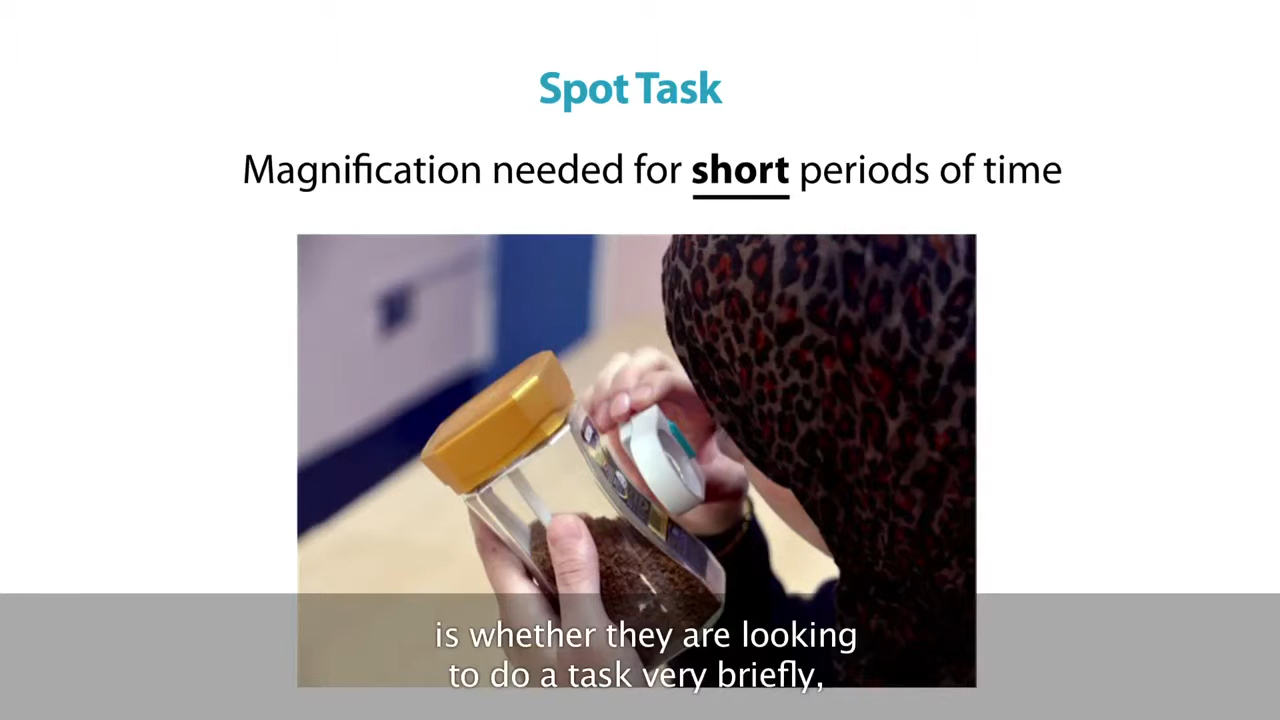 Spot Task
Magnification needed for short periods of time
is whether they are looking
to do a task very briefly,